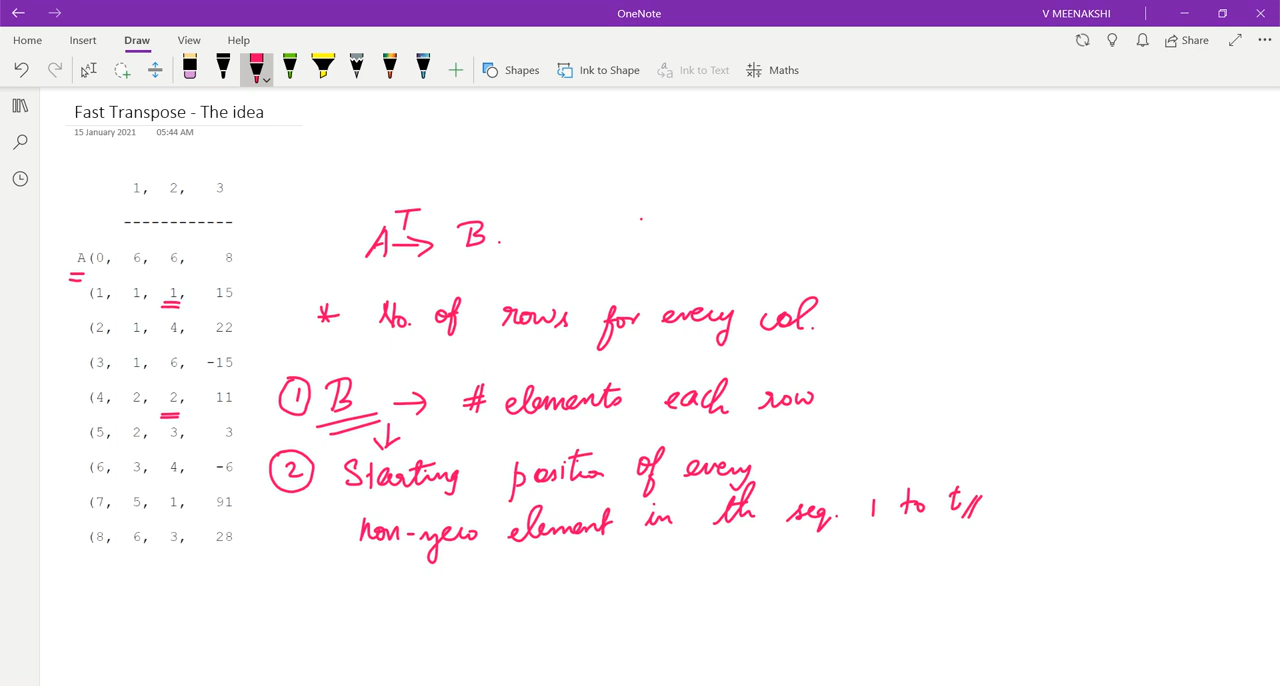 OneNote
V MEENAKSHI
Home Insert Draw View Help
Share
Shapes Ink to Shape Ink to Text Maths
Fast Transpose - The idea
15 January 2021 05:44 AM
1, 2, 3
------------
A(0, 6, 6, 8
(1, 1, 1, 15
(2, 1, 4, 22
(3, 1, 6, -15
(4, 2, 2, 11
(5, 2, 3, 3
(6, 3, 4, -6
(7, 5, 1, 91
(8, 6, 3, 28
A T→ B.
* No. of rows for every col.
① B → # elements each row
② Starting position of every
non-zero element in th seq. 1 to t//